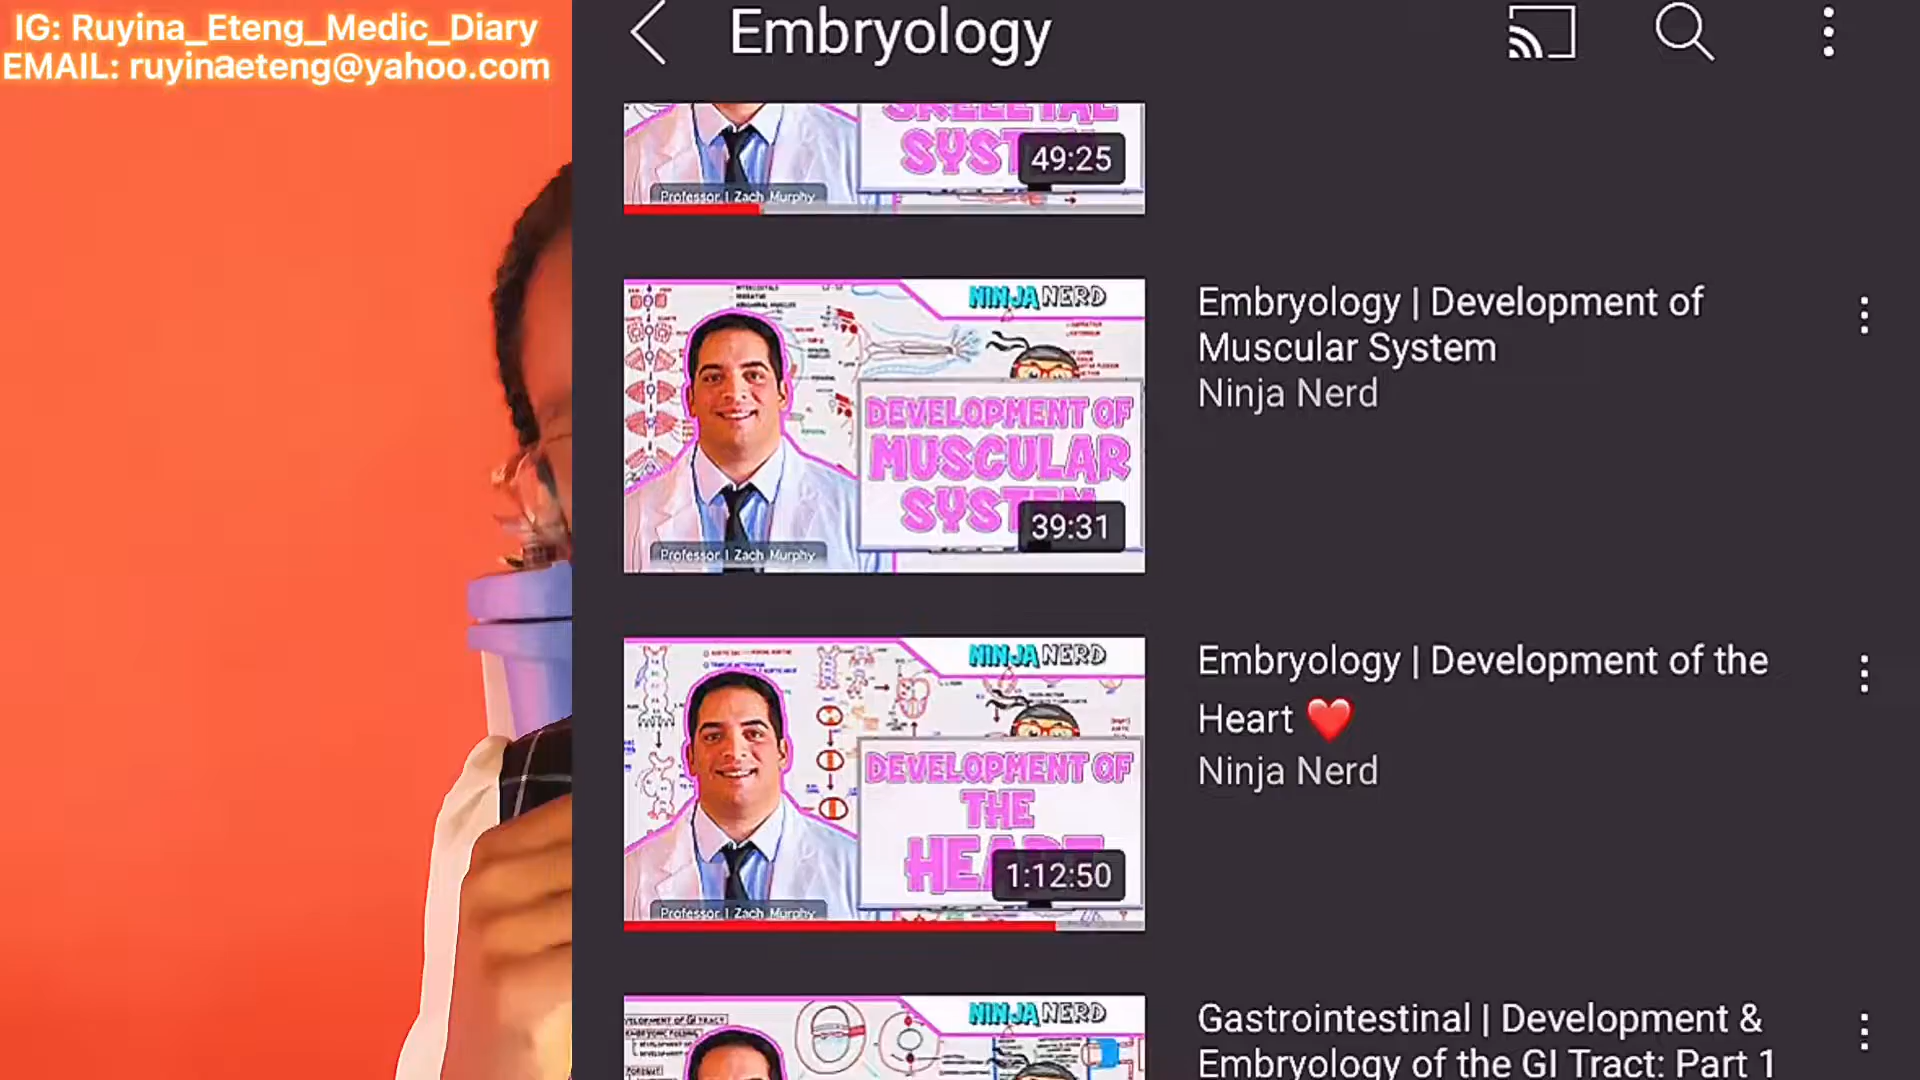 IG: Ruyina_Eteng_Medic_Diary
EMAIL: ruyinaeteng@yahoo.com
Embryology
SKELETAL
49:25
Professor | Zach Murphy
NINJA NERD
Embryology | Development of
Muscular System
Ninja Nerd
DEVELOPMENT OF
MUSCULAR
SYSTEM
39:31
Professor | Zach Murphy
NINJA NERD
Embryology | Development of the
Heart ❤️
Ninja Nerd
DEVELOPMENT OF
THE
HEART
1:12:50
Professor | Zach Murphy
NINJA NERD
Gastrointestinal | Development &
Embryology of the GI Tract: Part 1